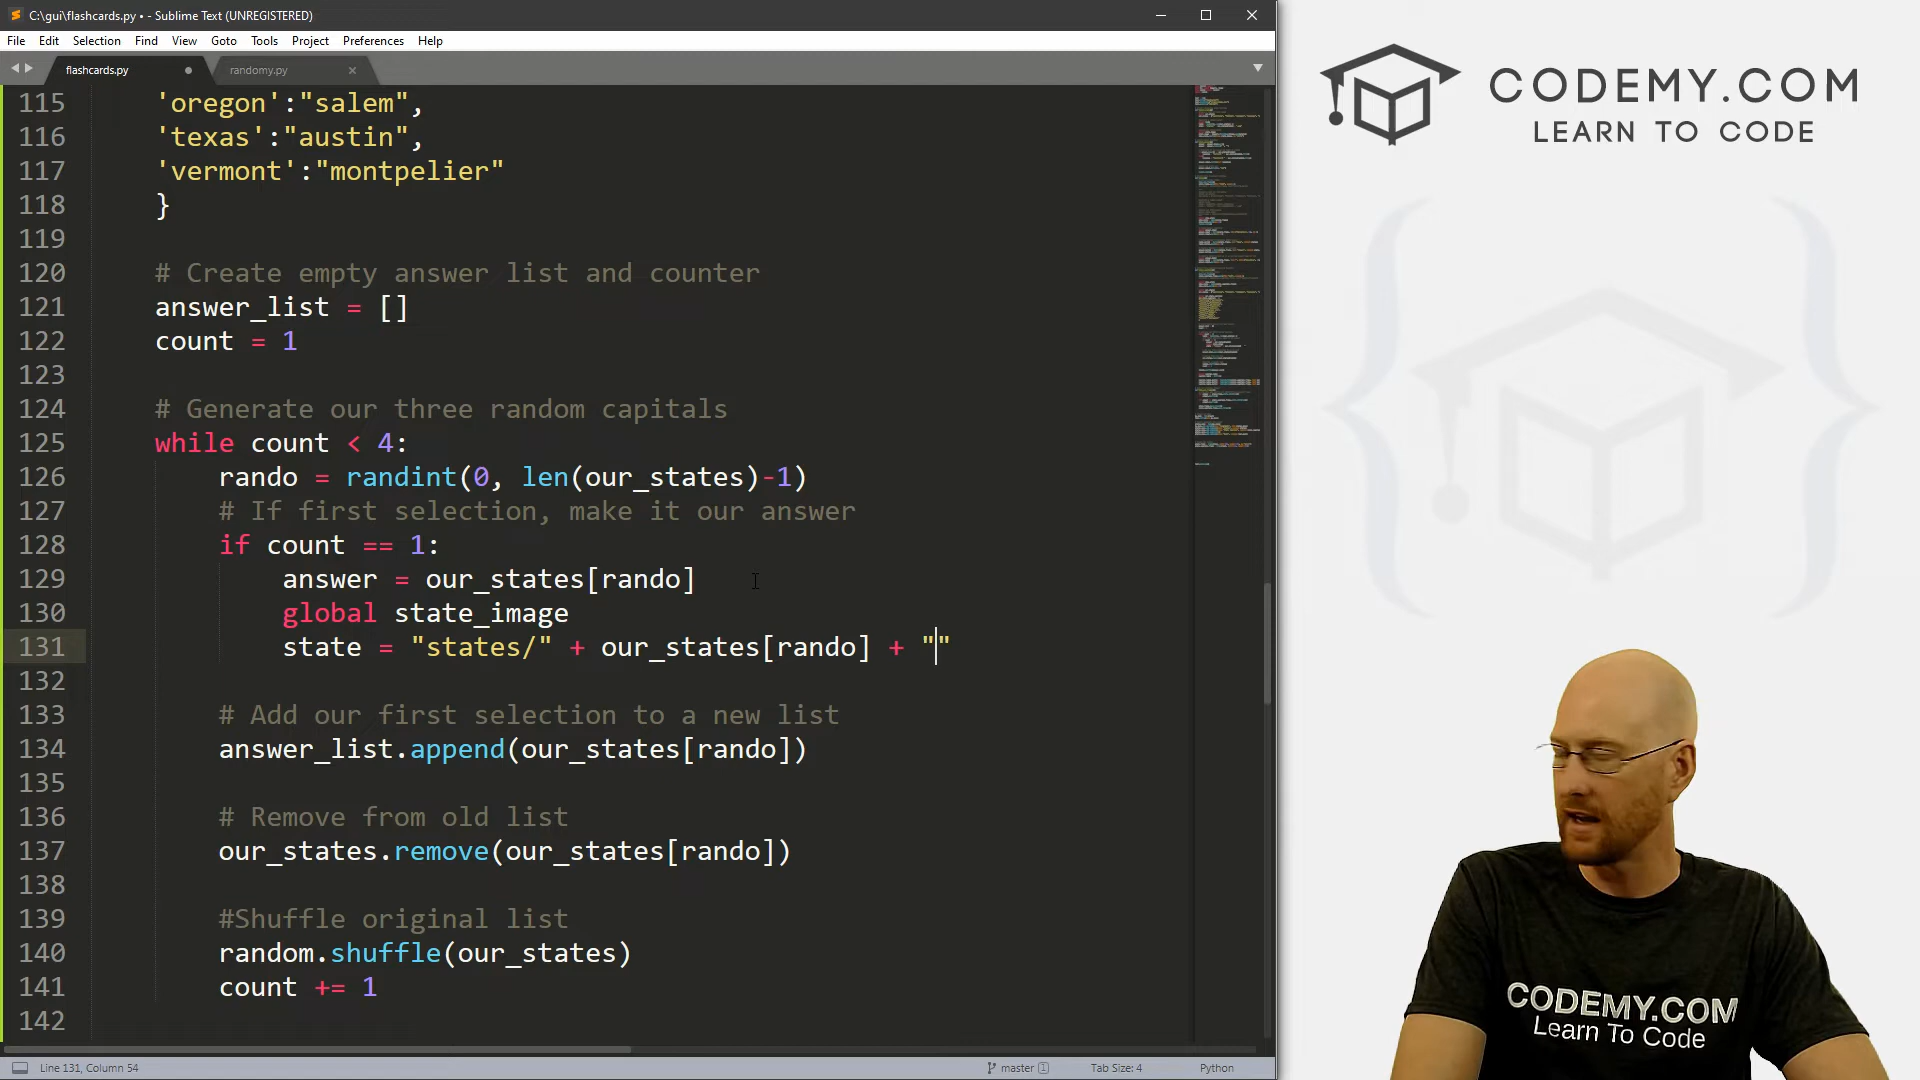 C:\gui\flashcards.py • - Sublime Text (UNREGISTERED)
File Edit Selection Find View Goto Tools Project Preferences Help
flashcards.py randomy.py
115 'oregon':"salem",
116 'texas':"austin",
117 'vermont':"montpelier"
118 }
119
120 # Create empty answer list and counter
121 answer_list = []
122 count = 1
123
124 # Generate our three random capitals
125 while count < 4:
126 rando = randint(0, len(our_states)-1)
127 # If first selection, make it our answer
128 if count == 1:
129 answer = our_states[rando]
130 global state_image
131 state = "states/" + our_states[rando] + ""
132
133 # Add our first selection to a new list
134 answer_list.append(our_states[rando])
135
136 # Remove from old list
137 our_states.remove(our_states[rando])
138
139 #Shuffle original list
140 random.shuffle(our_states)
141 count += 1
142
Line 131, Column 54 master 1 Tab Size: 4 Python
CODEMY.COM
LEARN TO CODE
CODEMY.COM
Learn To Code